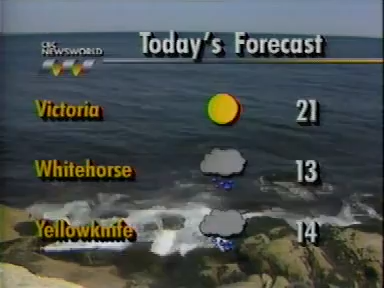 CBC
NEWSWORLD
Today's Forecast
Victoria 21
Whitehorse 13
Yellowknife 14